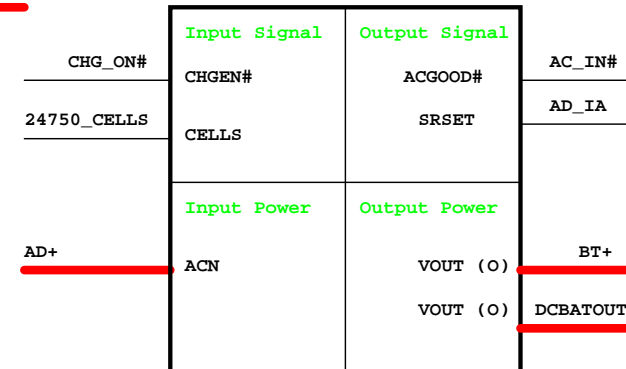 Input Signal Output Signal
CHG_ON# CHGEN# ACGOOD# AC_IN#
24750_CELLS CELLS SRSET AD_IA
Input Power Output Power
AD+ ACN VOUT (O) BT+
VOUT (O) DCBATOUT